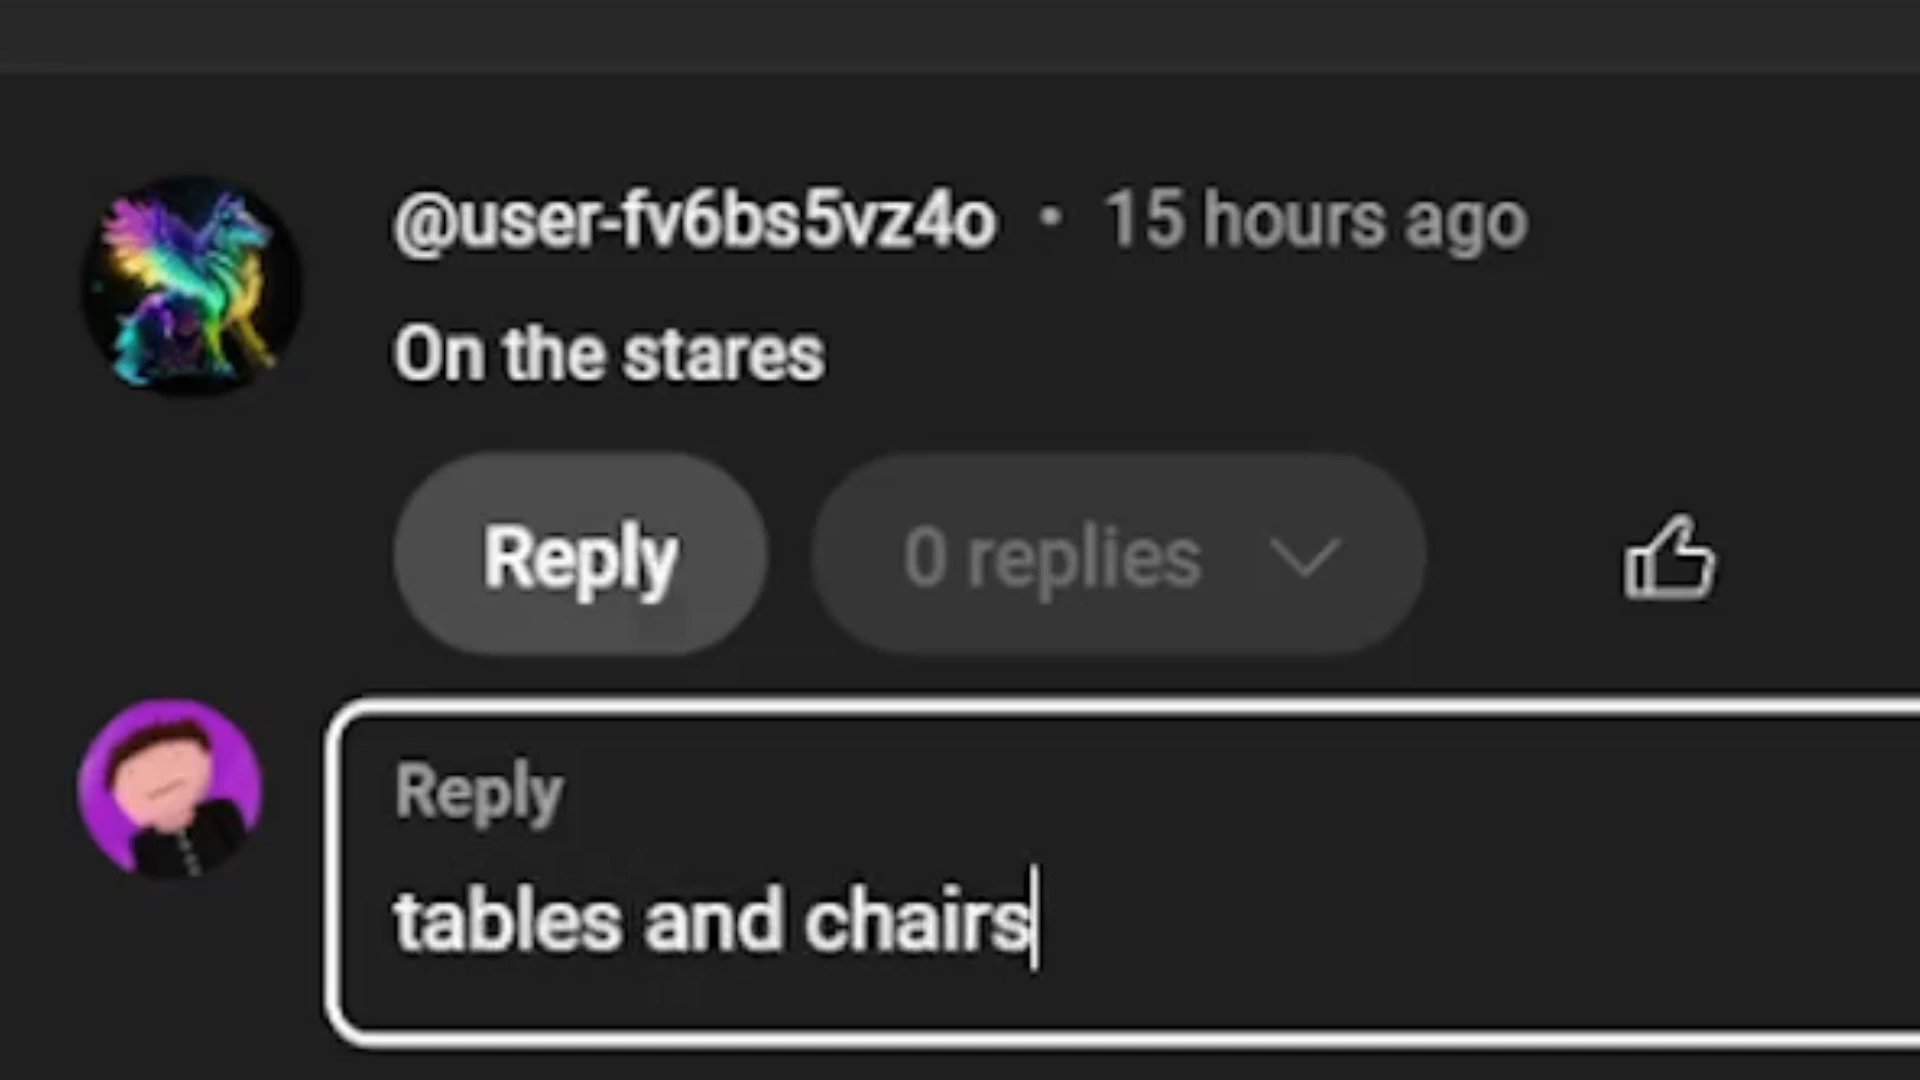 @user-fv6bs5vz4o • 15 hours ago
On the stares
Reply
0 replies
Reply
tables and chairs